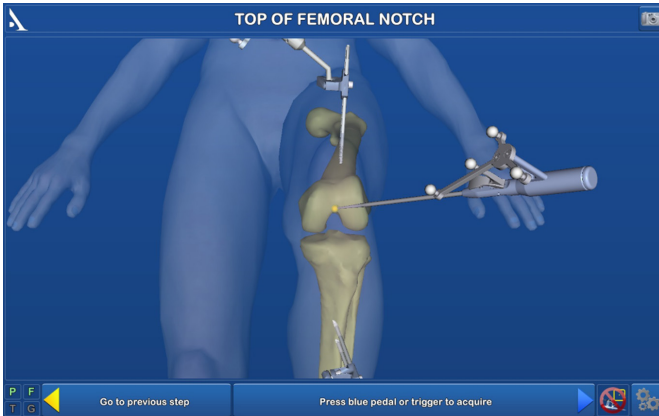 TOP OF FEMORAL NOTCH
P F
T G
Go to previous step
Press blue pedal or trigger to acquire